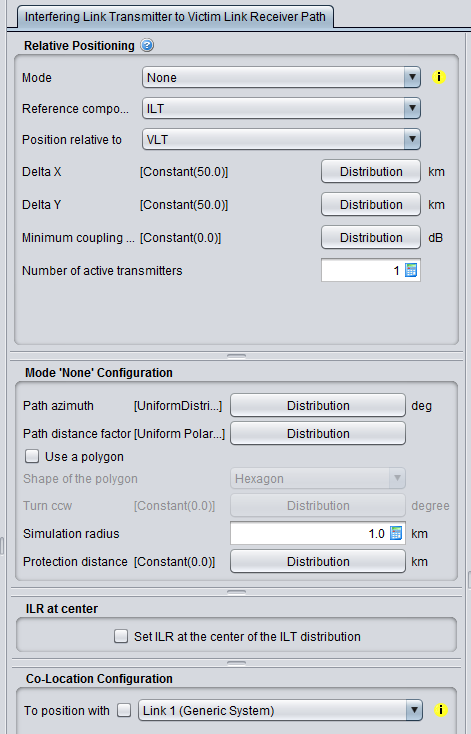 Interfering Link Transmitter to Victim Link Receiver Path
Relative Positioning ?
Mode None i
Reference compo... ILT
Position relative to VLT
Delta X [Constant(50.0)] Distribution km
Delta Y [Constant(50.0)] Distribution km
Minimum coupling ... [Constant(0.0)] Distribution dB
Number of active transmitters 1
Mode 'None' Configuration
Path azimuth [UniformDistri...] Distribution deg
Path distance factor [Uniform Polar...] Distribution
Use a polygon
Shape of the polygon Hexagon
Turn ccw [Constant(0.0)] Distribution degree
Simulation radius 1.0 km
Protection distance [Constant(0.0)] Distribution km
ILR at center
Set ILR at the center of the ILT distribution
Co-Location Configuration
To position with Link 1 (Generic System) i